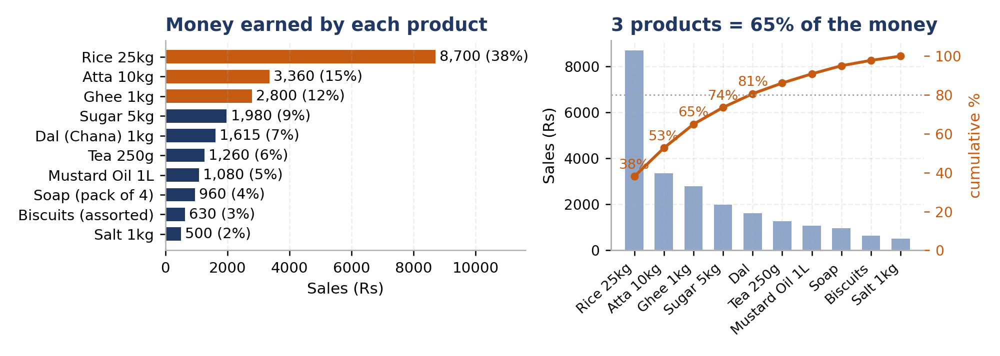 Money earned by each product
Rice 25kg 8,700 (38%)
Atta 10kg 3,360 (15%)
Ghee 1kg 2,800 (12%)
Sugar 5kg 1,980 (9%)
Dal (Chana) 1kg 1,615 (7%)
Tea 250g 1,260 (6%)
Mustard Oil 1L 1,080 (5%)
Soap (pack of 4) 960 (4%)
Biscuits (assorted) 630 (3%)
Salt 1kg 500 (2%)
0 2000 4000 6000 8000 10000
Sales (Rs)
3 products = 65% of the money
Sales (Rs)
8000
6000
4000
2000
0
38%
53%
65%
74%
81%
100
80
60
40
20
0
cumulative %
Rice 25kg
Atta 10kg
Ghee 1kg
Sugar 5kg
Dal
Tea 250g
Mustard Oil 1L
Soap
Biscuits
Salt 1kg